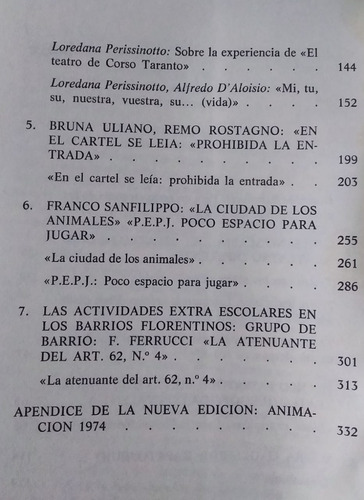 Loredana Perissinotto: Sobre la experiencia de «El
teatro de Corso Taranto» . . . . . . 144
Loredana Perissinotto, Alfredo D'Aloisio: «Mi, tu,
su, nuestra, vuestra, su... (vida)» . . . . 152
5. BRUNA ULIANO, REMO ROSTAGNO: «EN
EL CARTEL SE LEIA: «PROHIBIDA LA EN-
TRADA» . . . . . . . . . . 199
«En el cartel se leía: prohibida la entrada» . . 203
6. FRANCO SANFILIPPO: «LA CIUDAD DE LOS
ANIMALES» «P.E.P.J. POCO ESPACIO PARA
JUGAR» . . . . . . . . . . 255
«La ciudad de los animales» . . . . . 261
«P.E.P.J.: Poco espacio para jugar» . . . . 286
7. LAS ACTIVIDADES EXTRA ESCOLARES EN
LOS BARRIOS FLORENTINOS: GRUPO DE
BARRIO: F. FERRUCCI «LA ATENUANTE
DEL ART. 62, N.º 4» . . . . . . . 301
«La atenuante del art. 62, n.º 4» . . . . . 313
APENDICE DE LA NUEVA EDICION: ANIMA-
CION 1974 . . . . . . . . 332